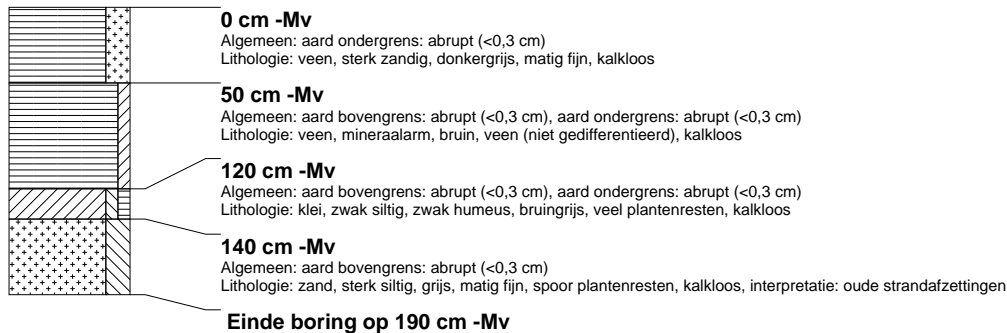 0 cm -Mv
Algemeen: aard ondergrens: abrupt (<0,3 cm)
Lithologie: veen, sterk zandig, donkergrijs, matig fijn, kalkloos
50 cm -Mv
Algemeen: aard bovengrens: abrupt (<0,3 cm), aard ondergrens: abrupt (<0,3 cm)
Lithologie: veen, mineraalarm, bruin, veen (niet gedifferentieerd), kalkloos
120 cm -Mv
Algemeen: aard bovengrens: abrupt (<0,3 cm), aard ondergrens: abrupt (<0,3 cm)
Lithologie: klei, zwak siltig, zwak humeus, bruingrijs, veel plantenresten, kalkloos
140 cm -Mv
Algemeen: aard bovengrens: abrupt (<0,3 cm)
Lithologie: zand, sterk siltig, grijs, matig fijn, spoor plantenresten, kalkloos, interpretatie: oude strandafzettingen
Einde boring op 190 cm -Mv